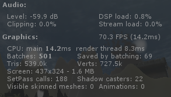 Audio:
Level: -59.9 dB DSP load: 0.8%
Clipping: 0.0% Stream load: 0.0%
Graphics: 70.3 FPS (14.2ms)
CPU: main 14.2ms render thread 8.3ms
Batches: 501 Saved by batching: 69
Tris: 539.0k Verts: 727.5k
Screen: 437x324 - 1.6 MB
SetPass calls: 188 Shadow casters: 22
Visible skinned meshes: 0 Animations: 0